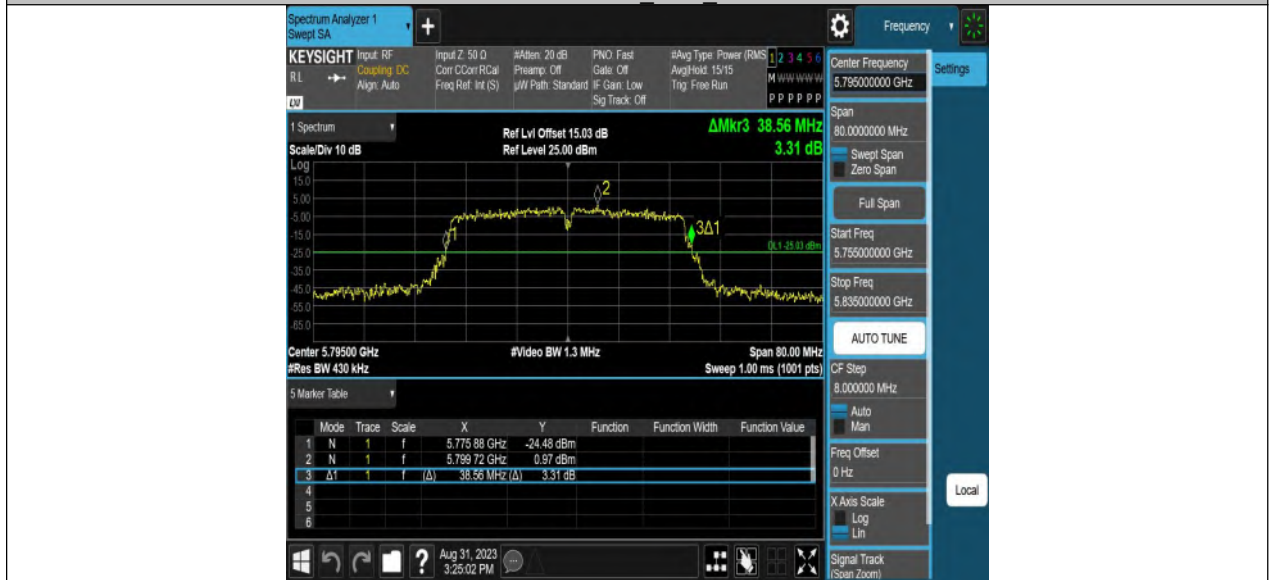 Spectrum Analyzer 1
Swept SA
+
Frequency
KEYSIGHT Input: RF Input Z: 50 Ω #Atten: 20 dB PNO: Fast #Avg Type: Power (RMS 1 2 3 4 5 6
RL Coupling: DC Corr CCorr RCal Preamp: Off Gate: Off Avg|Hold: 15/15 M W W W W W
Align: Auto Freq Ref: Int (S) µW Path: Standard IF Gain: Low Trig: Free Run
Sig Track: Off P P P P P P
LXI
Center Frequency
5.795000000 GHz
Settings
1 Spectrum
Ref Lvl Offset 15.03 dB
ΔMkr3 38.56 MHz
Scale/Div 10 dB
Ref Level 25.00 dBm
3.31 dB
Log
15.0
5.00
-5.00
-15.0
-25.0
-35.0
-45.0
-55.0
-65.0
1
2
3Δ1
DL1 -25.03 dBm
Center 5.79500 GHz #Video BW 1.3 MHz Span 80.00 MHz
#Res BW 430 kHz Sweep 1.00 ms (1001 pts)
Span
80.0000000 MHz
Swept Span
Zero Span
Full Span
Start Freq
5.755000000 GHz
Stop Freq
5.835000000 GHz
AUTO TUNE
CF Step
8.000000 MHz
Auto
Man
Freq Offset
0 Hz
X Axis Scale
Log
Lin
Signal Track
(Span Zoom)
Local
5 Marker Table
Mode Trace Scale X Y Function Function Width Function Value
1 N 1 f 5.775 88 GHz -24.48 dBm
2 N 1 f 5.799 72 GHz 0.97 dBm
3 Δ1 1 f (Δ) 38.56 MHz (Δ) 3.31 dB
4
5
6
? Aug 31, 2023
3:25:02 PM